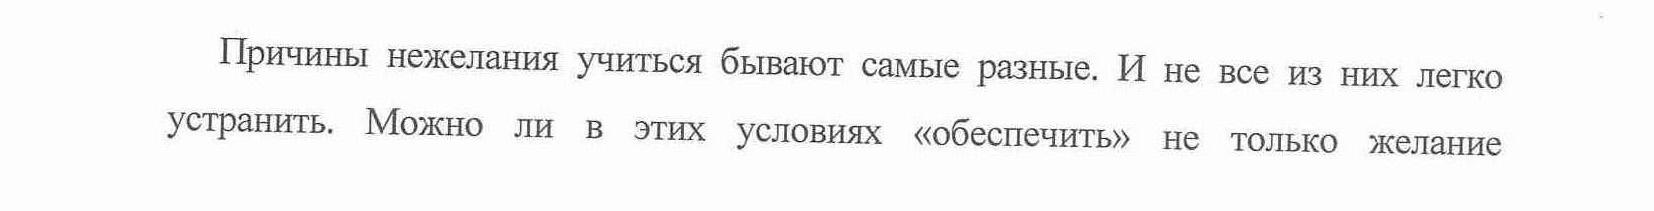 Причины нежелания учиться бывают самые разные. И не все из них легко
устранить. Можно ли в этих условиях «обеспечить» не только желание